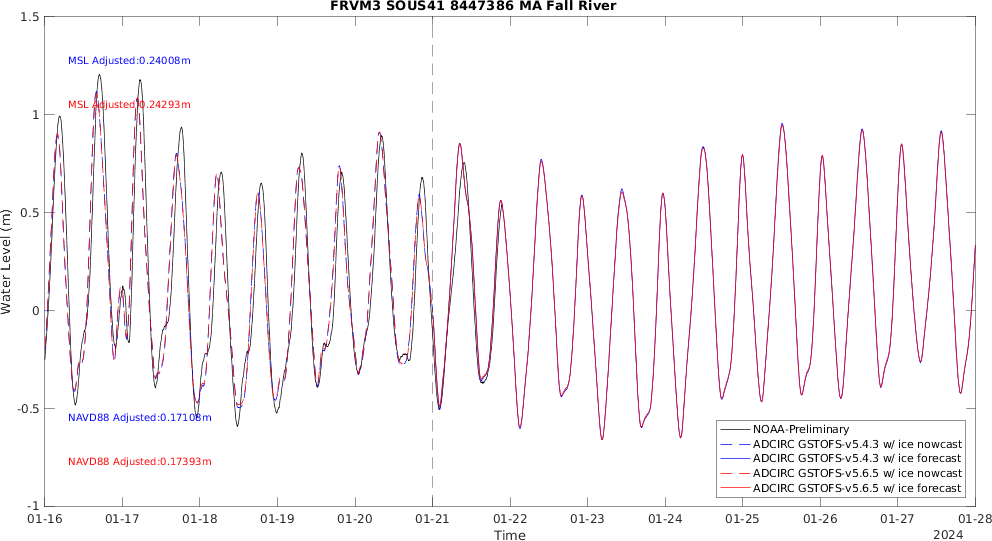 FRVM3 SOUS41 8447386 MA Fall River
1.5
1
0.5
0
-0.5
-1
Water Level (m)
MSL Adjusted:0.24008m
MSL Adjusted:0.24293m
NAVD88 Adjusted:0.17108m
NAVD88 Adjusted:0.17393m
NOAA-Preliminary
ADCIRC GSTOFS-v5.4.3 w/ ice nowcast
ADCIRC GSTOFS-v5.4.3 w/ ice forecast
ADCIRC GSTOFS-v5.6.5 w/ ice nowcast
ADCIRC GSTOFS-v5.6.5 w/ ice forecast
01-16 01-17 01-18 01-19 01-20 01-21 01-22 01-23 01-24 01-25 01-26 01-27 01-28
Time
2024